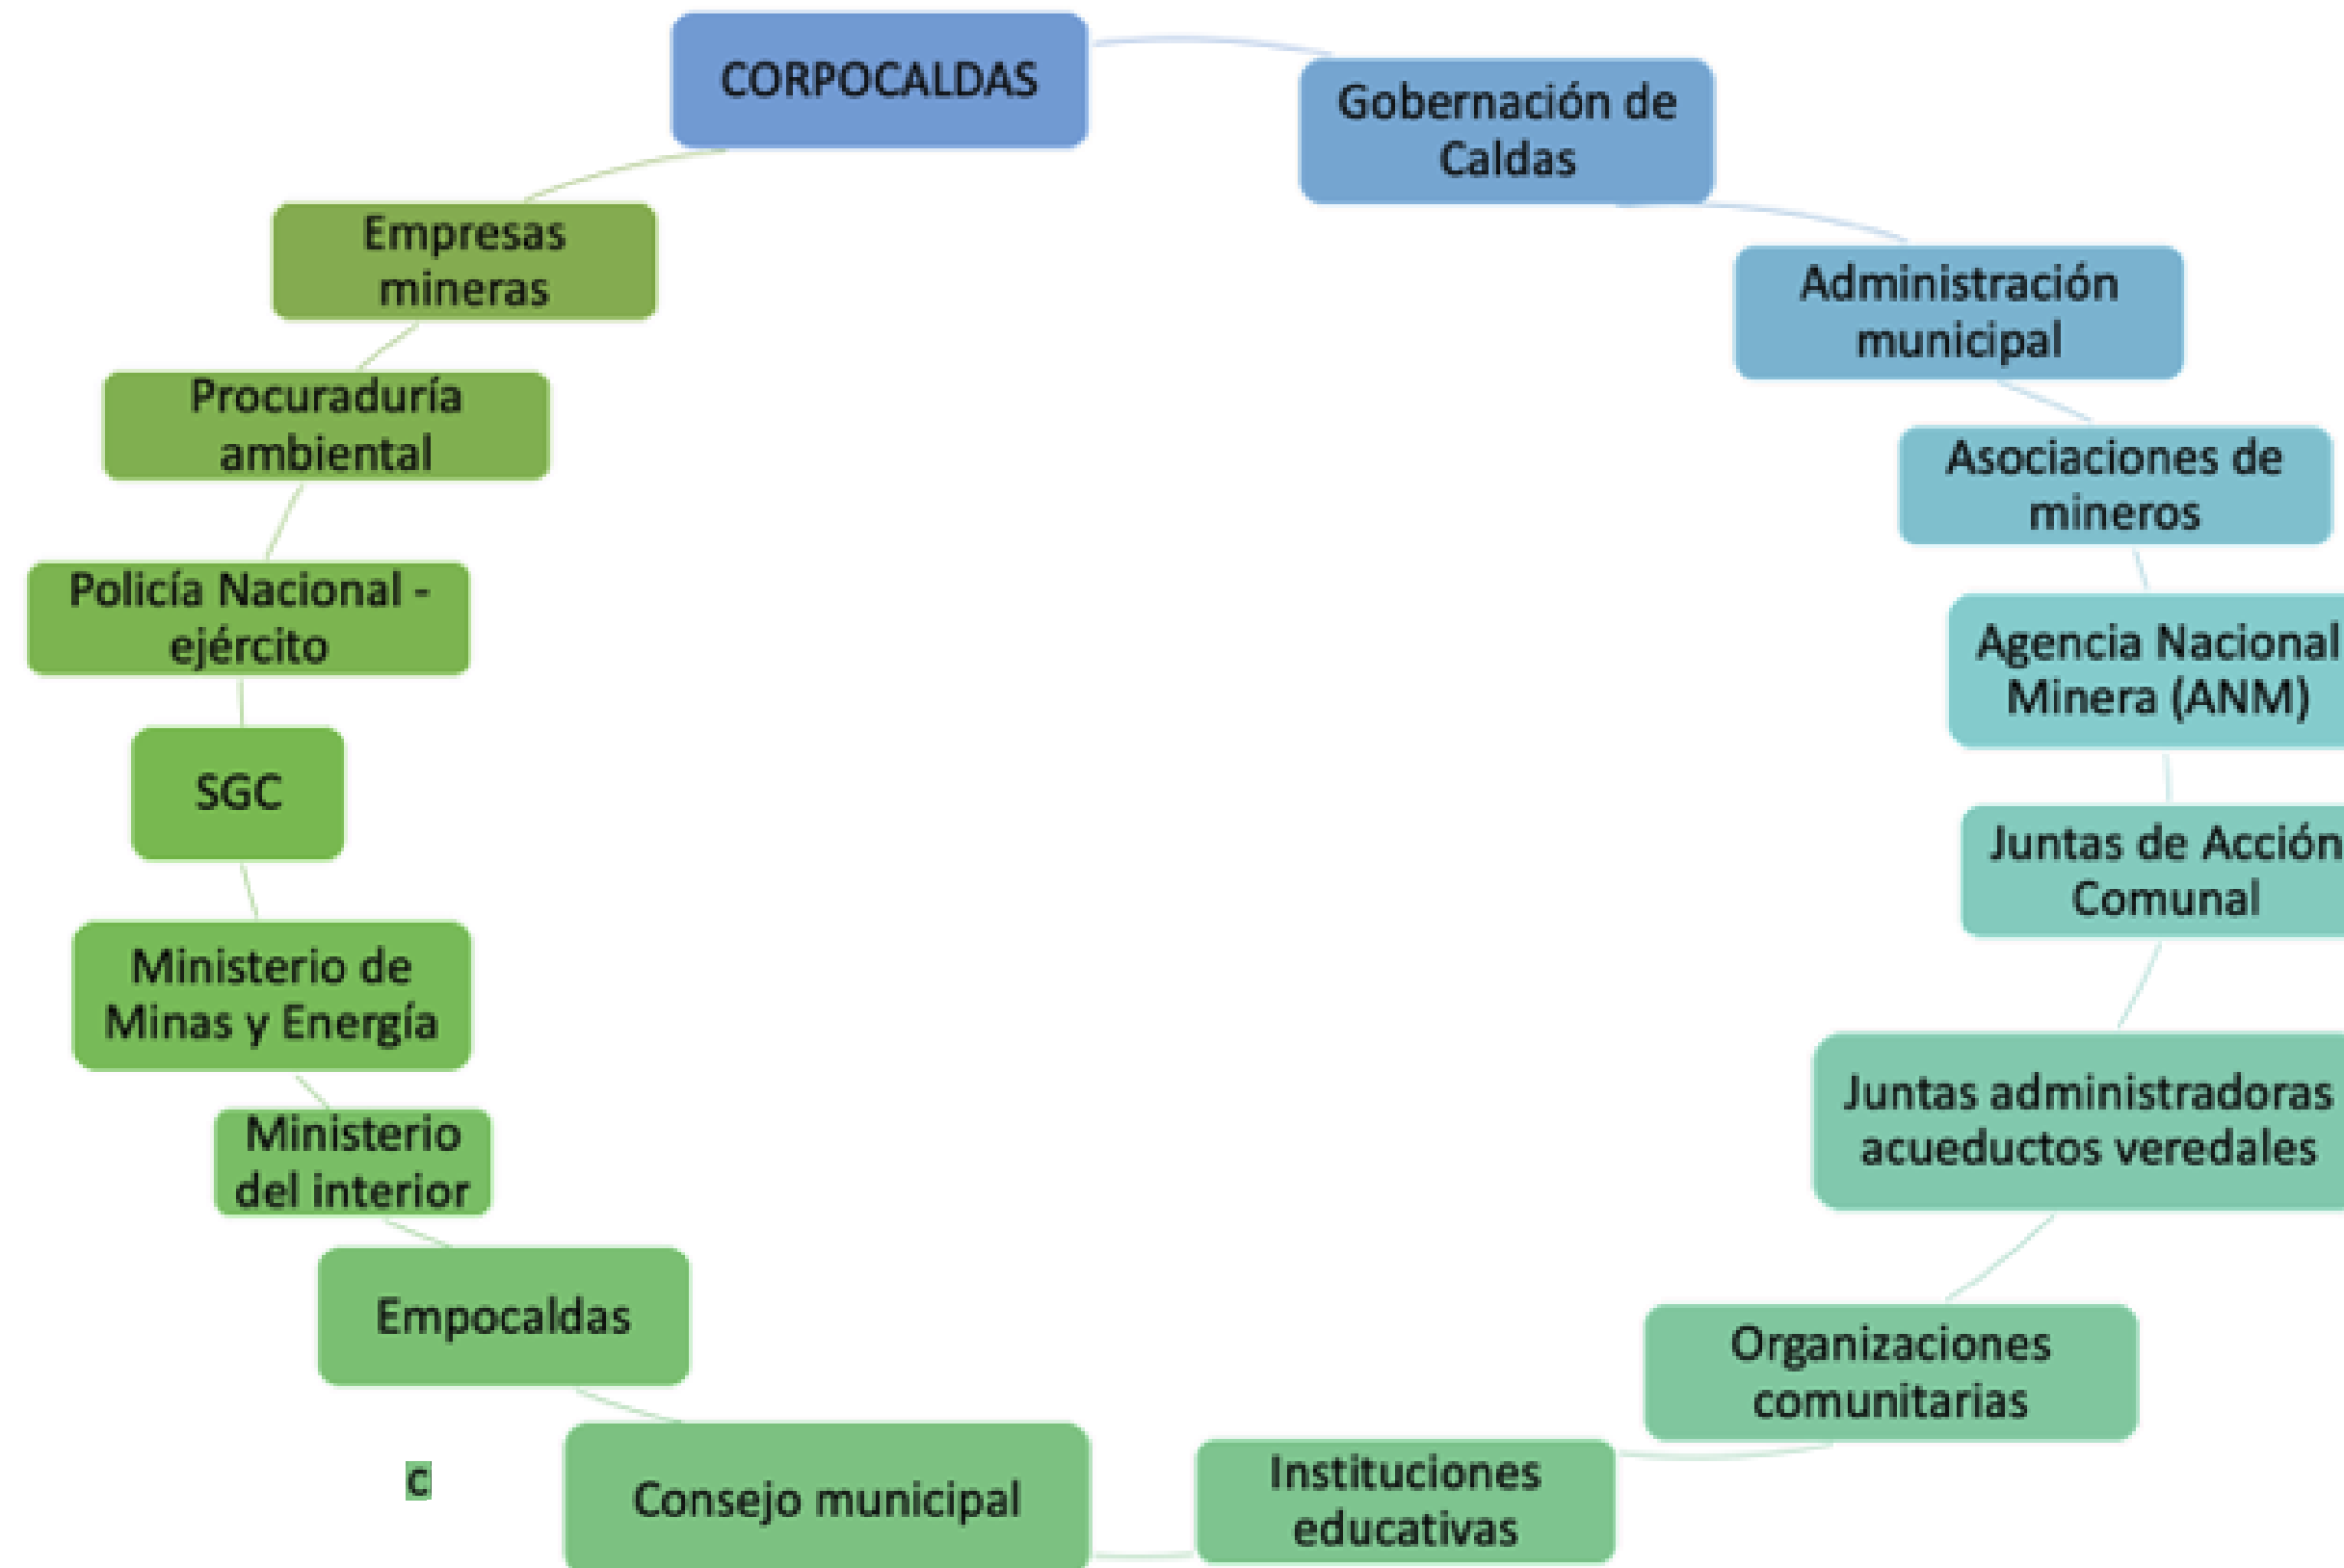 CORPOCALDAS
Gobernación de
Caldas
Administración
municipal
Asociaciones de
mineros
Agencia Nacional
Minera (ANM)
Juntas de Acción
Comunal
Juntas administradoras
acueductos veredales
Organizaciones
comunitarias
Instituciones
educativas
Consejo municipal
c
Empocaldas
Ministerio
del interior
Ministerio de
Minas y Energía
SGC
Policía Nacional -
ejército
Procuraduría
ambiental
Empresas
mineras